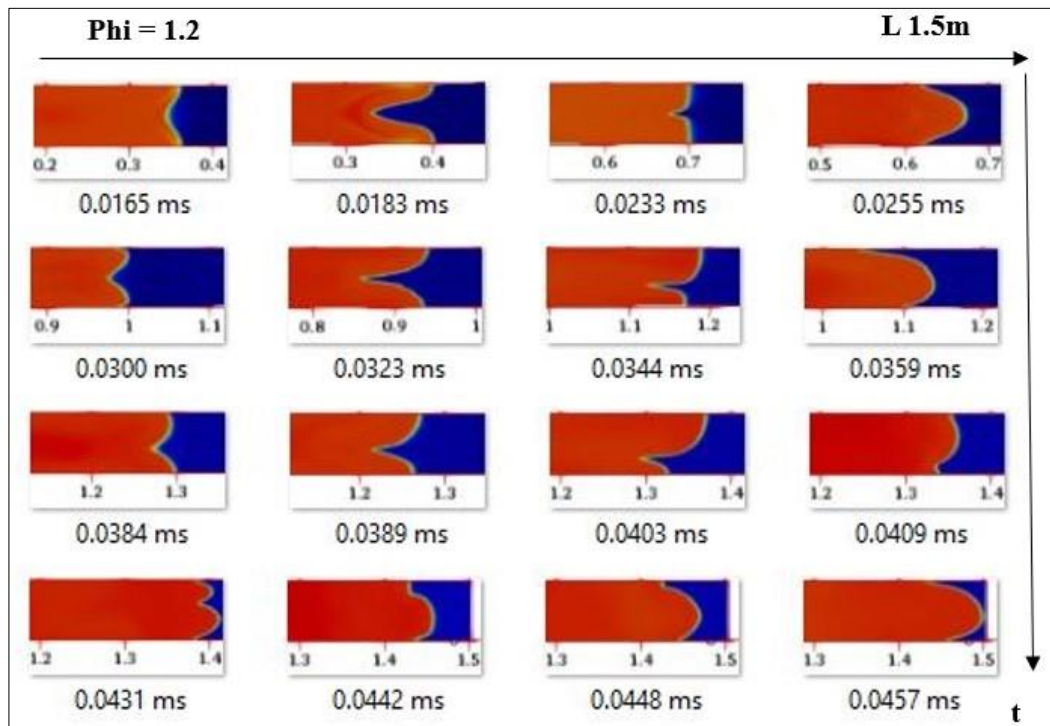 Phi = 1.2 L 1.5m
0.2 0.3 0.4 0.3 0.4 0.6 0.7 0.5 0.6 0.7
0.0165 ms 0.0183 ms 0.0233 ms 0.0255 ms
0.9 1 1.1 0.8 0.9 1 1 1.1 1.2 1 1.1 1.2
0.0300 ms 0.0323 ms 0.0344 ms 0.0359 ms
1.2 1.3 1.2 1.3 1.2 1.3 1.4 1.2 1.3 1.4
0.0384 ms 0.0389 ms 0.0403 ms 0.0409 ms
1.2 1.3 1.4 1.3 1.4 1.5 1.3 1.4 1.5 1.3 1.4 1.5
0.0431 ms 0.0442 ms 0.0448 ms 0.0457 ms
t